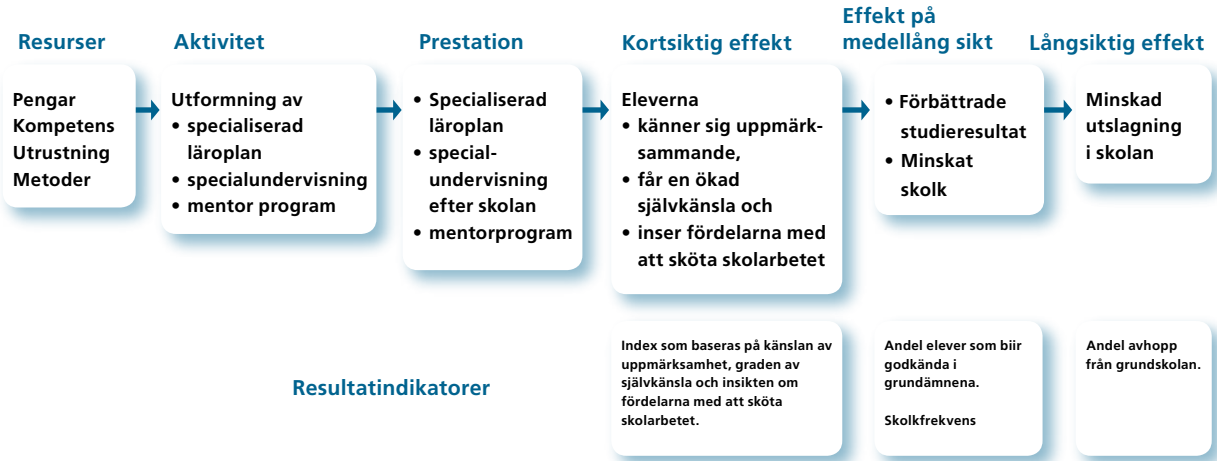 Resurser
Pengar
Kompetens
Utrustning
Metoder
Aktivitet
Utformning av
• specialiserad
läroplan
• specialundervisning
• mentor program
Prestation
• Specialiserad
läroplan
• special-
undervisning
efter skolan
• mentorprogram
Kortsiktig effekt
Eleverna
• känner sig uppmärk-
sammande,
• får en ökad
självkänsla och
• inser fördelarna med
att sköta skolarbetet
Effekt på
medellång sikt
• Förbättrade
studieresultat
• Minskat
skolk
Långsiktig effekt
Minskad
utslagning
i skolan
Resultatindikatorer
Index som baseras på känslan av
uppmärksamhet, graden av
självkänsla och insikten om
fördelarna med att sköta
skolarbetet.
Andel elever som biir
godkända i
grundämnena.
Skolkfrekvens
Andel avhopp
från grundskolan.